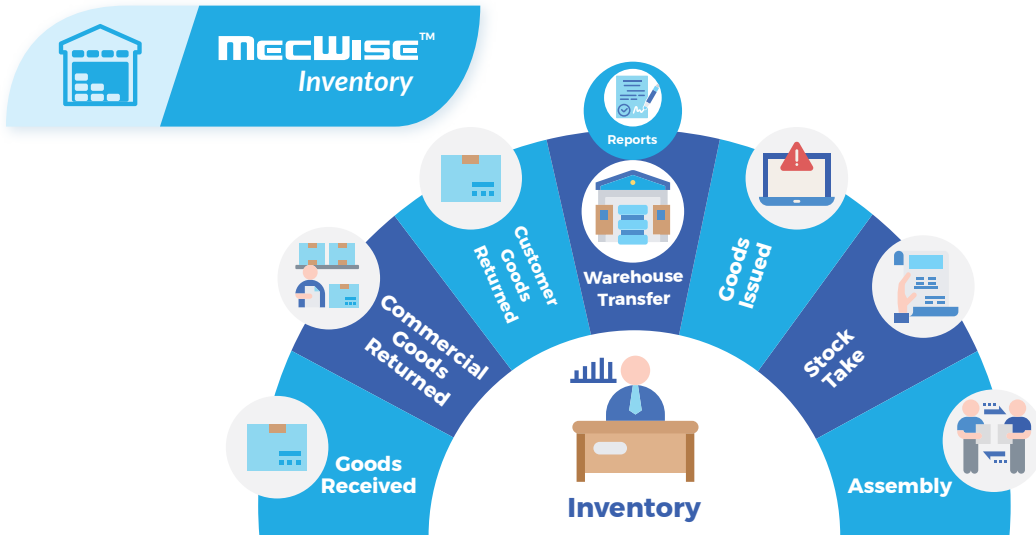 MECWISE™
Inventory
Reports
Goods
Received
Commercial
Goods
Returned
Customer
Goods
Returned
Warehouse
Transfer
Goods
Issued
Stock
Take
Assembly
Inventory